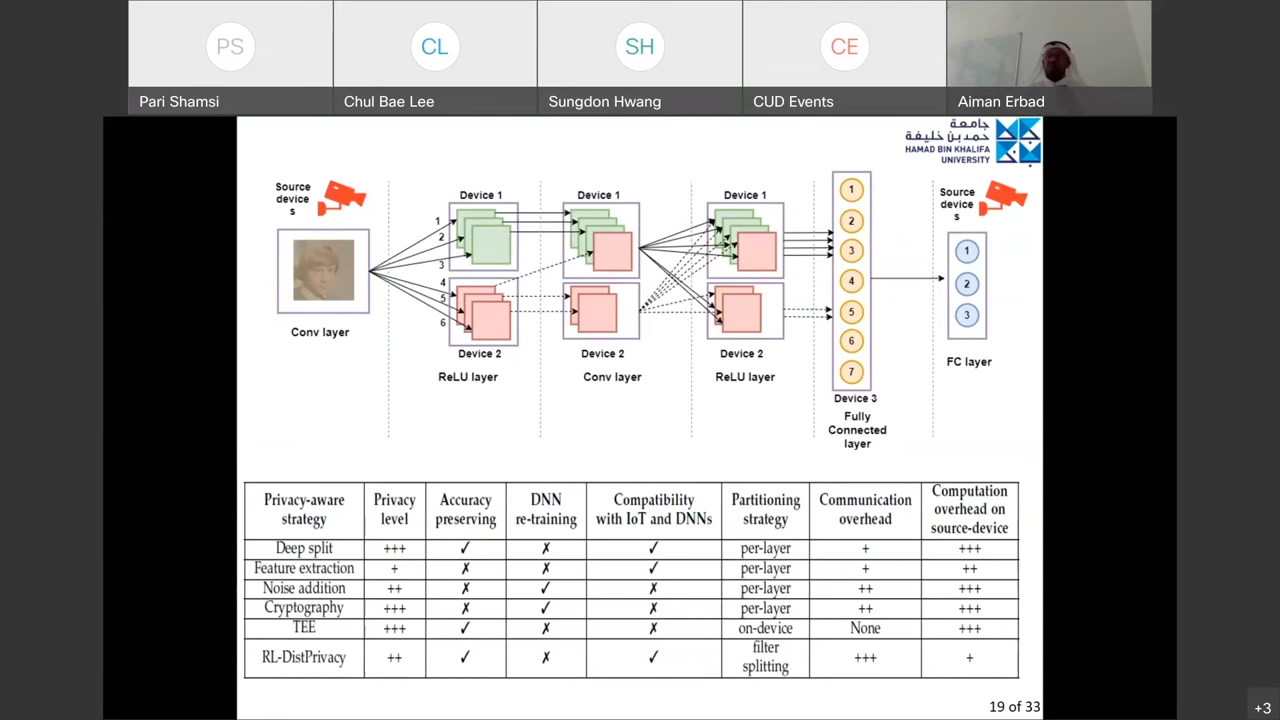 PS
CL
SH
CE
Pari Shamsi
Chul Bae Lee
Sungdon Hwang
CUD Events
Aiman Erbad
جامعة
حمد بن خليفة
HAMAD BIN KHALIFA
UNIVERSITY
Source
device
s
Conv layer
Device 1
1
2
3
4
5
6
Device 2
ReLU layer
Device 1
Device 2
Conv layer
Device 1
Device 2
ReLU layer
1
2
3
4
5
6
7
Device 3
Fully
Connected
layer
Source
device
s
1
2
3
FC layer
Privacy-aware strategy Privacy level Accuracy preserving DNN re-training Compatibility with IoT and DNNs Partitioning strategy Communication overhead Computation overhead on source-device
Deep split +++ ✓ ✗ ✓ per-layer + +++
Feature extraction + ✗ ✗ ✓ per-layer + ++
Noise addition ++ ✗ ✓ ✗ per-layer ++ +++
Cryptography +++ ✗ ✓ ✗ per-layer ++ +++
TEE +++ ✓ ✗ ✗ on-device None +++
RL-DistPrivacy ++ ✓ ✗ ✓ filter splitting +++ +
19 of 33
+3